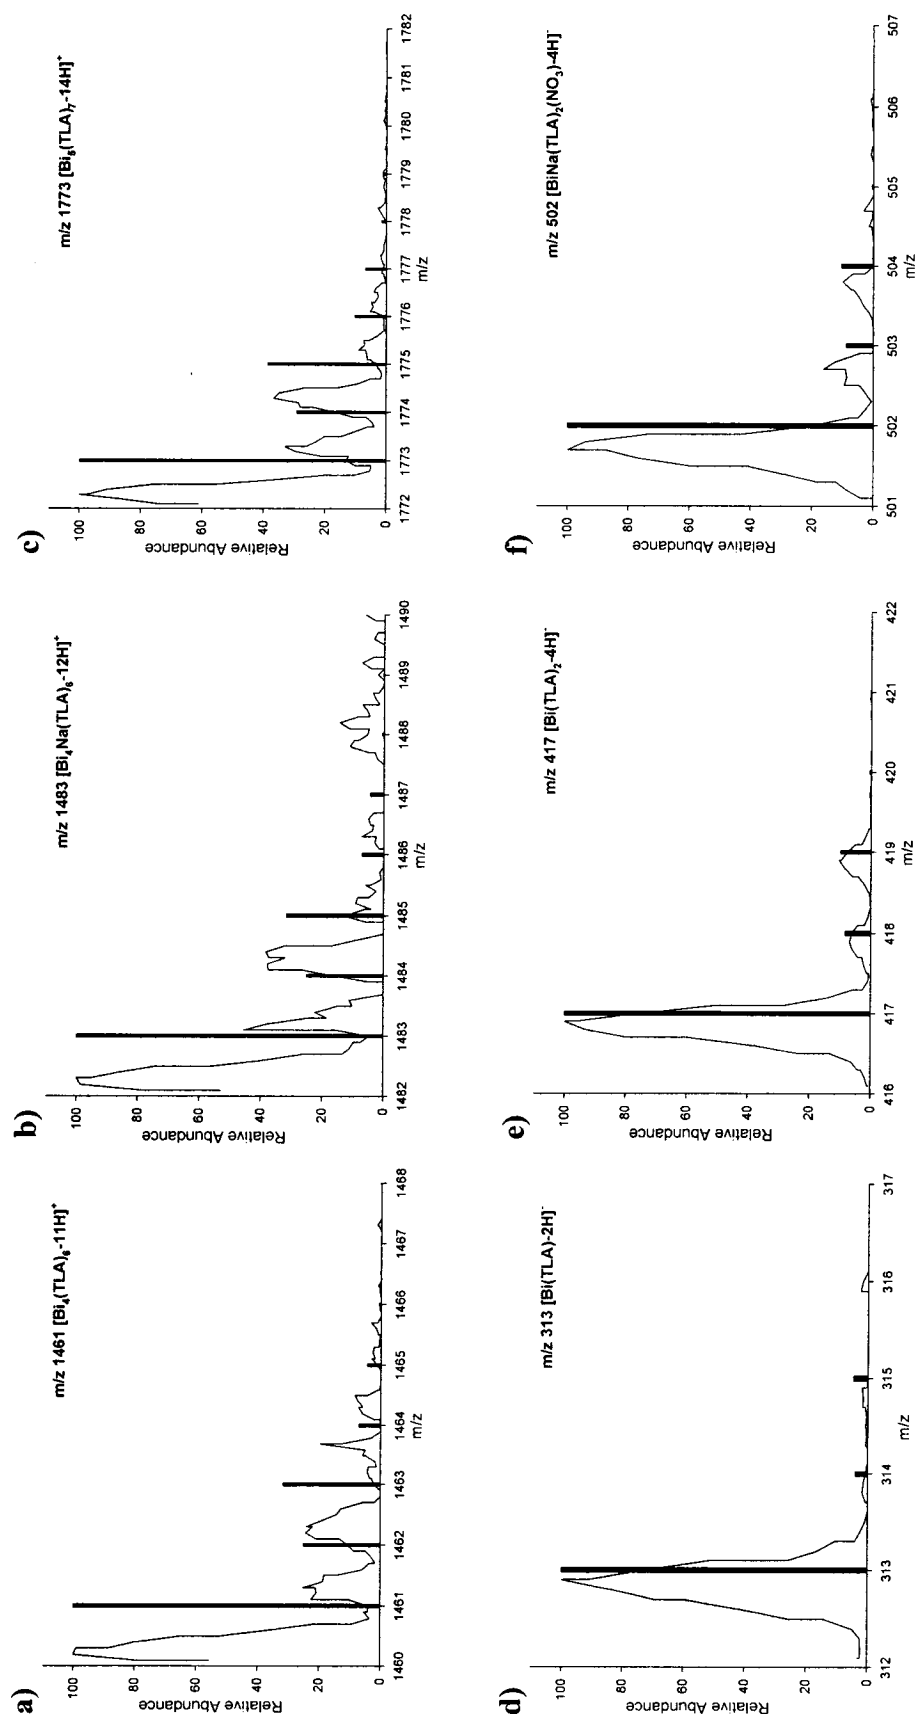 a)
m/z 1461 [Bi₄(TLA)₆-11H]⁺
Relative Abundance
100
80
60
40
20
0
1460 1461 1462 1463 1464 1465 1466 1467 1468
m/z
b)
m/z 1483 [Bi₄Na(TLA)₆-12H]⁺
Relative Abundance
100
80
60
40
20
0
1482 1483 1484 1485 1486 1487 1488 1489 1490
m/z
c)
m/z 1773 [Bi₅(TLA)₇-14H]⁺
Relative Abundance
100
80
60
40
20
0
1772 1773 1774 1775 1776 1777 1778 1779 1780 1781 1782
m/z
d)
m/z 313 [Bi(TLA)-2H]⁻
Relative Abundance
100
80
60
40
20
0
312 313 314 315 316 317
m/z
e)
m/z 417 [Bi(TLA)₂-4H]⁻
Relative Abundance
100
80
60
40
20
0
416 417 418 419 420 421 422
m/z
f)
m/z 502 [BiNa(TLA)₂(NO₃)-4H]⁻
Relative Abundance
100
80
60
40
20
0
501 502 503 504 505 506 507
m/z